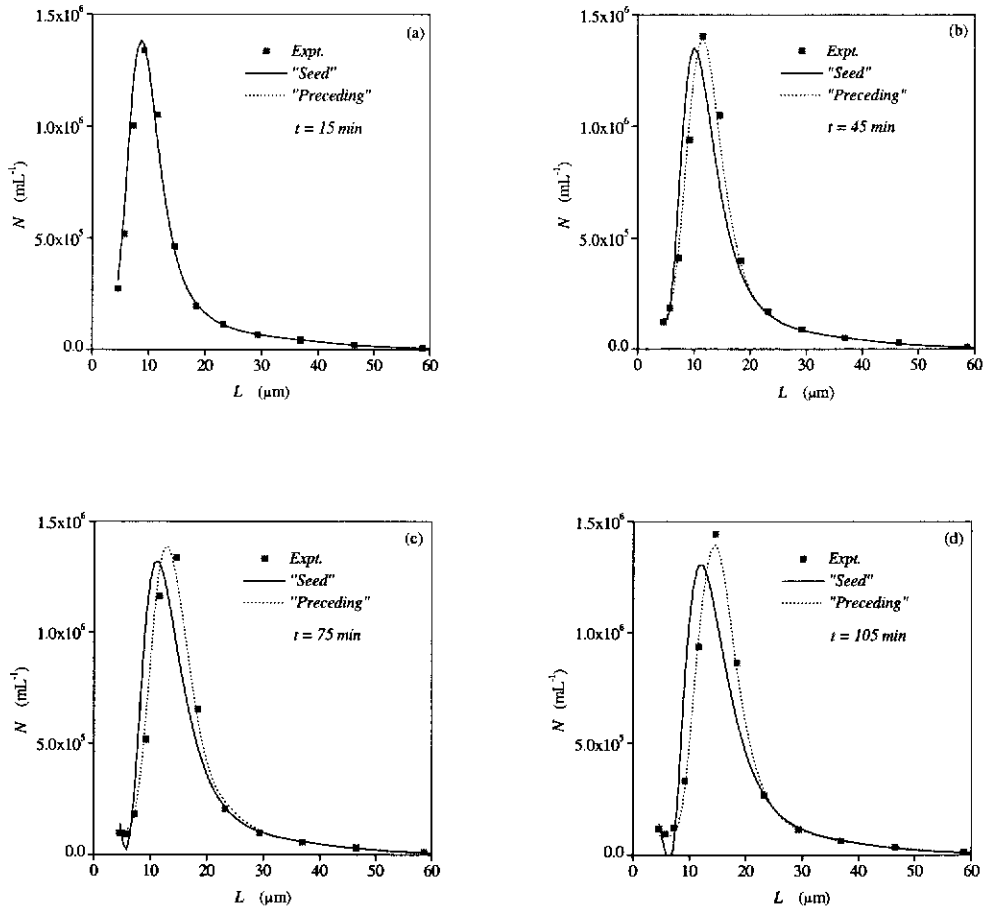 (a)
1.5x10⁶
1.0x10⁶
5.0x10⁵
0.0
N (mL⁻¹)
Expt.
"Seed"
"Preceding"
t = 15 min
0 10 20 30 40 50 60
L (μm)
(b)
1.5x10⁶
1.0x10⁶
5.0x10⁵
0.0
N (mL⁻¹)
Expt.
"Seed"
"Preceding"
t = 45 min
0 10 20 30 40 50 60
L (μm)
(c)
1.5x10⁶
1.0x10⁶
5.0x10⁵
0.0
N (mL⁻¹)
Expt.
"Seed"
"Preceding"
t = 75 min
0 10 20 30 40 50 60
L (μm)
(d)
1.5x10⁶
1.0x10⁶
5.0x10⁵
0.0
N (mL⁻¹)
Expt.
"Seed"
"Preceding"
t = 105 min
0 10 20 30 40 50 60
L (μm)